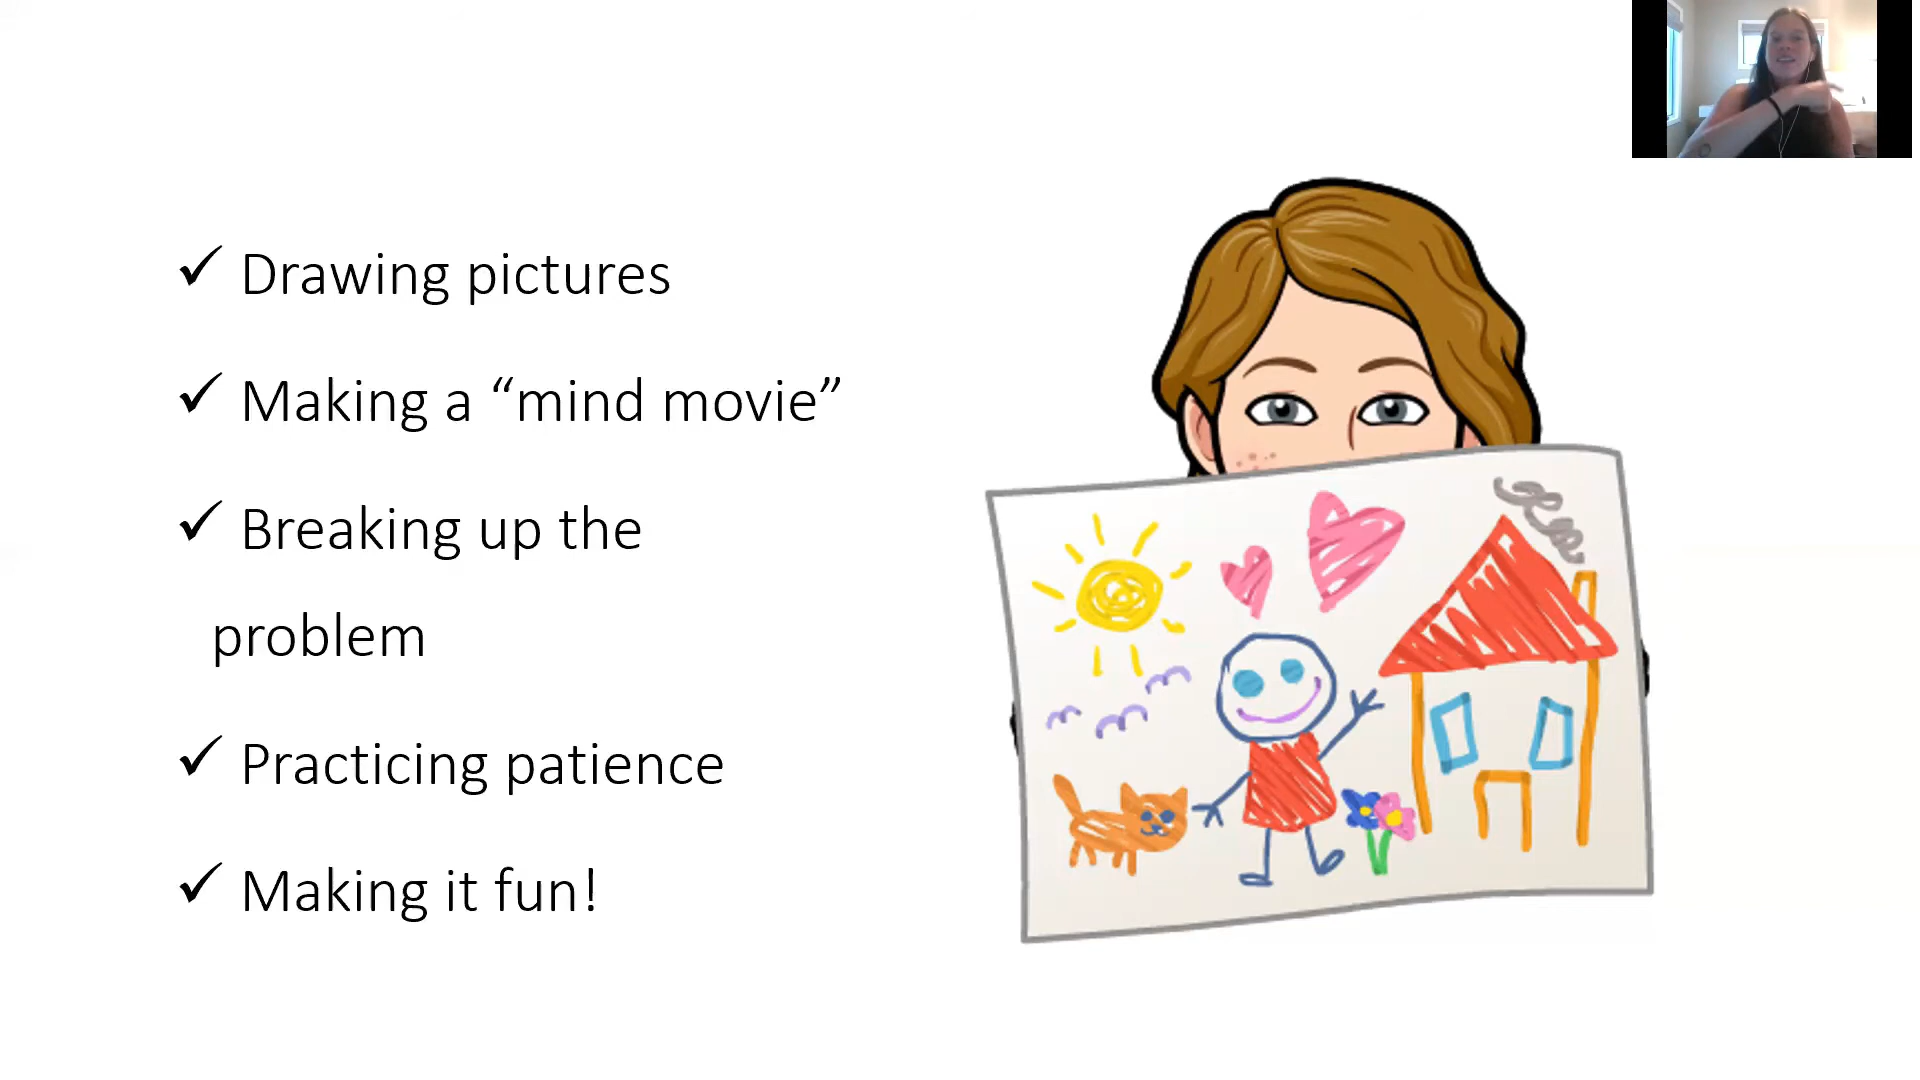 ✓ Drawing pictures
✓ Making a “mind movie”
✓ Breaking up the
problem
✓ Practicing patience
✓ Making it fun!